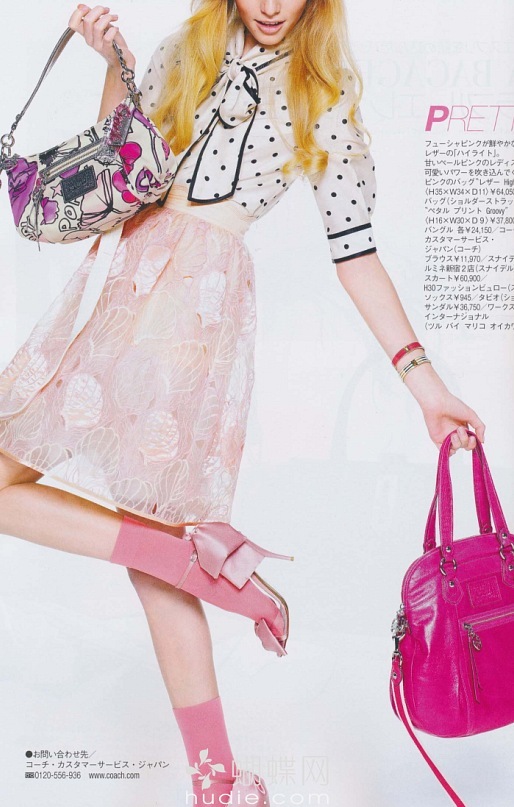 PRETT
フューシャピンクが鮮やかな
レザーの「ハイライト」。
甘いペールピンクのレディス
可愛いパワーを吹き込んでく
ピンクのバッグ"レザー High
〈H35×W34×D11〉¥64,050
バッグ(ショルダーストラッ
"ペタル プリント Groovy"
〈H16×W30×D9〉¥37,800
バングル 各¥24,150／コー
カスタマーサービス・
ジャパン(コーチ)
ブラウス¥11,970／スナイデ
ルミネ新宿2店(スナイデル
スカート¥60,900／
H30ファッションビュロー(ス
ソックス¥945／タビオ(ショ
サンダル¥36,750／ワークス
インターナショナル
(ツル バイ マリコ オイカワ
●お問い合わせ先／
コーチ・カスタマーサービス・ジャパン
0120-556-936 www.coach.com
蝴蝶网
hudie.com